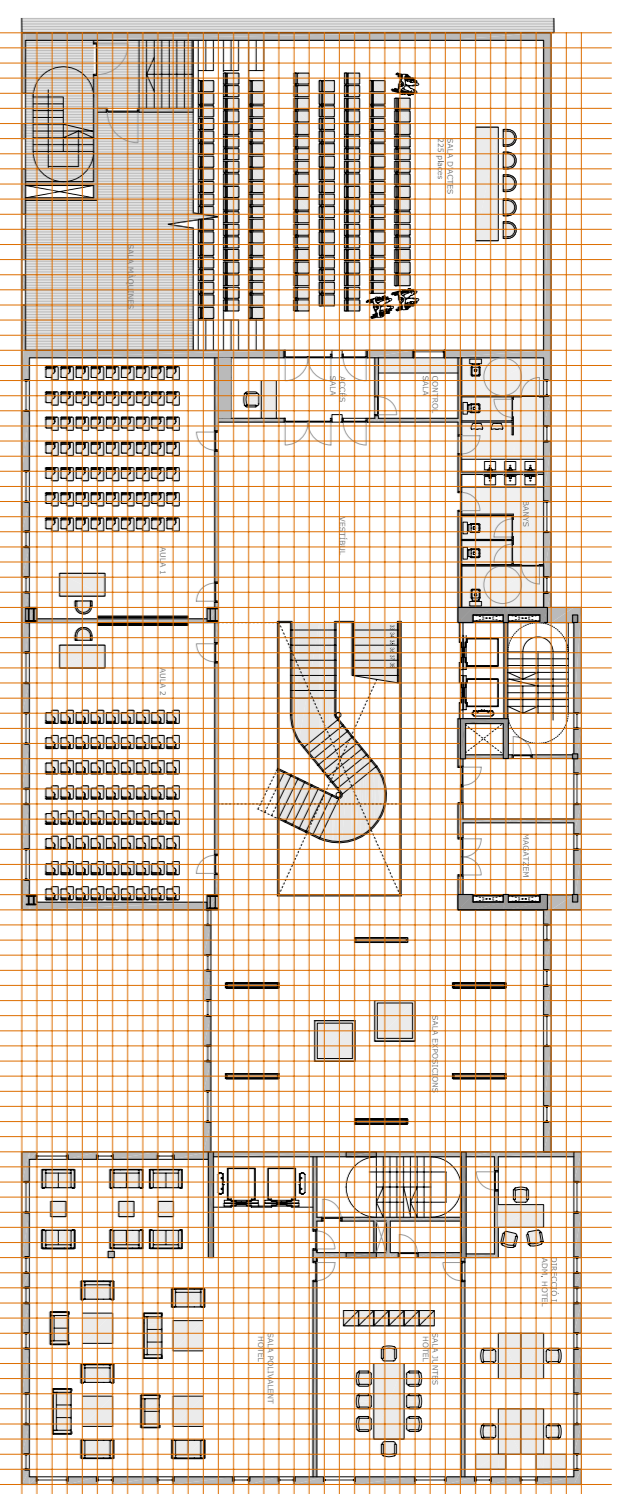 SALA D'ACTES
225 places
SALA MÀQUINES
ACCÉS
SALA
CONTROL
SALA
VESTÍBUL
BANYS
AULA 1
AULA 2
MAGATZEM
SALA EXPOSICIONS
DIRECCIÓ I
ADM. HOTEL
SALA POLIVALENT
HOTEL
SALA JUNTES
HOTEL